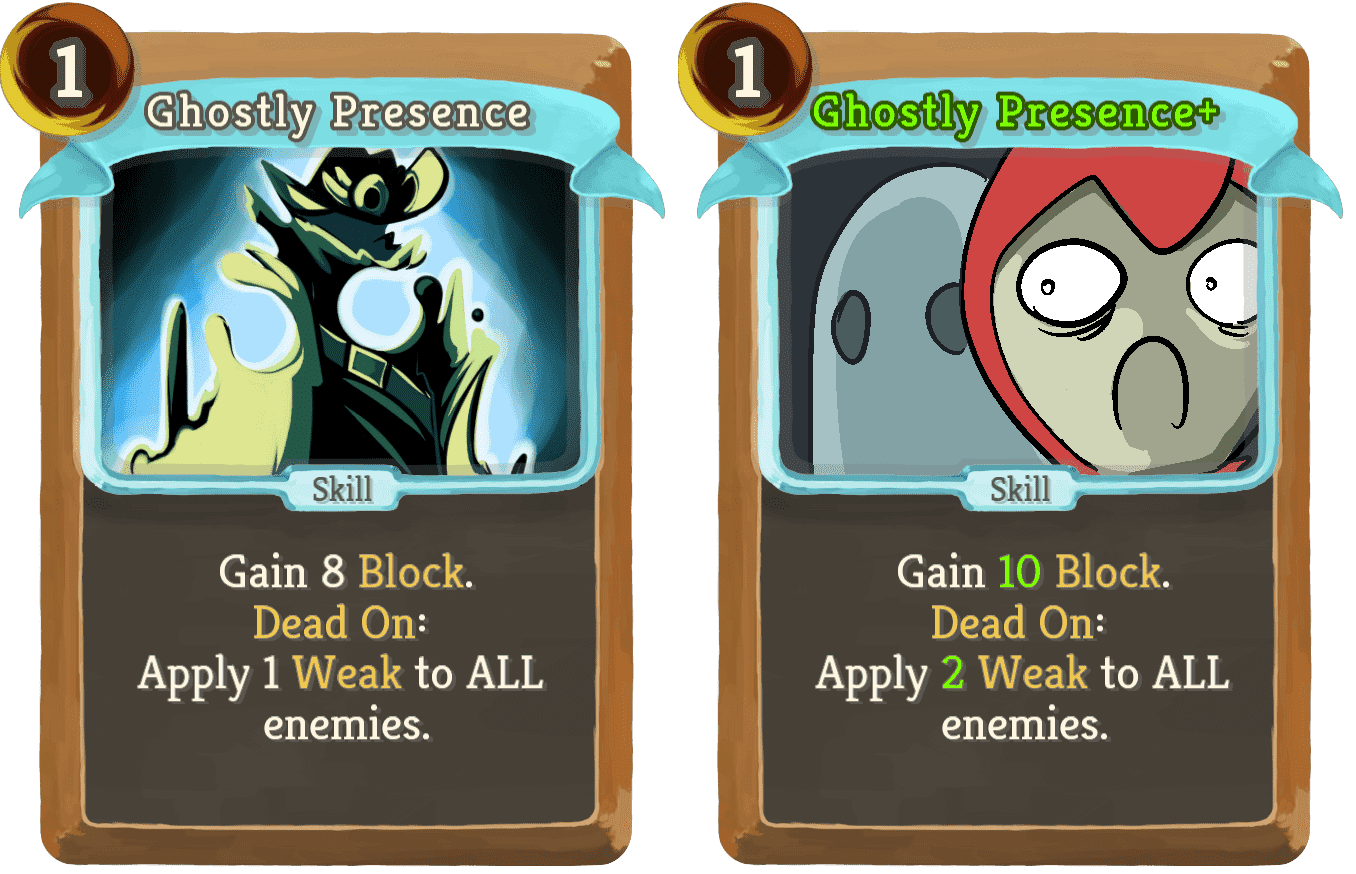 1
Ghostly Presence
Skill
Gain 8 Block.
Dead On:
Apply 1 Weak to ALL
enemies.
1
Ghostly Presence+
Skill
Gain 10 Block.
Dead On:
Apply 2 Weak to ALL
enemies.